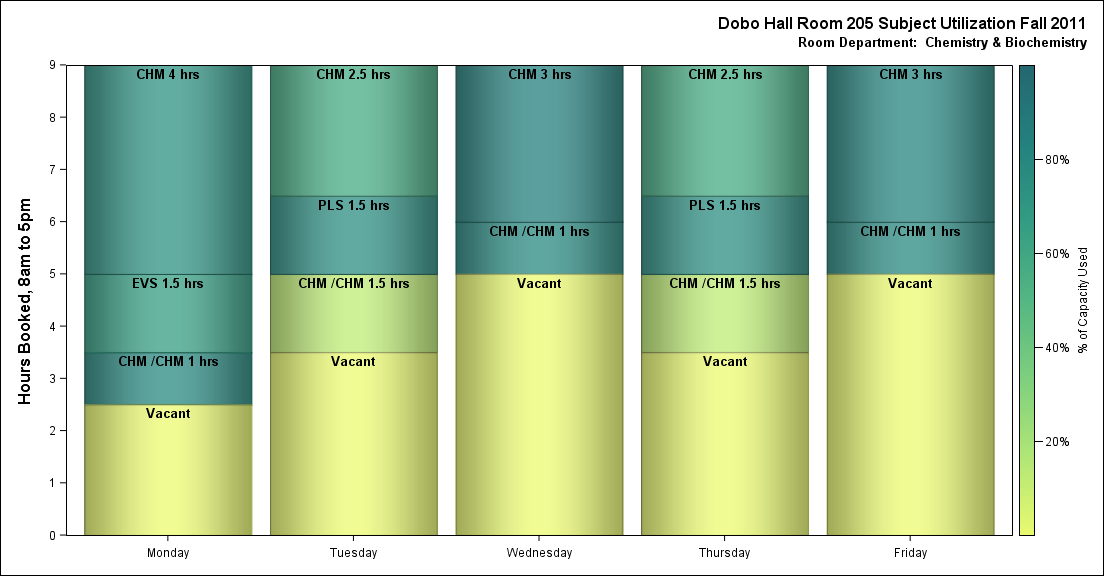 Dobo Hall Room 205 Subject Utilization Fall 2011
Room Department:  Chemistry & Biochemistry
Hours Booked, 8am to 5pm
9
8
7
6
5
4
3
2
1
0
CHM 4 hrs
EVS 1.5 hrs
CHM /CHM 1 hrs
Vacant
Monday
CHM 2.5 hrs
PLS 1.5 hrs
CHM /CHM 1.5 hrs
Vacant
Tuesday
CHM 3 hrs
CHM /CHM 1 hrs
Vacant
Wednesday
CHM 2.5 hrs
PLS 1.5 hrs
CHM /CHM 1.5 hrs
Vacant
Thursday
CHM 3 hrs
CHM /CHM 1 hrs
Vacant
Friday
80%
60%
40%
20%
% of Capacity Used